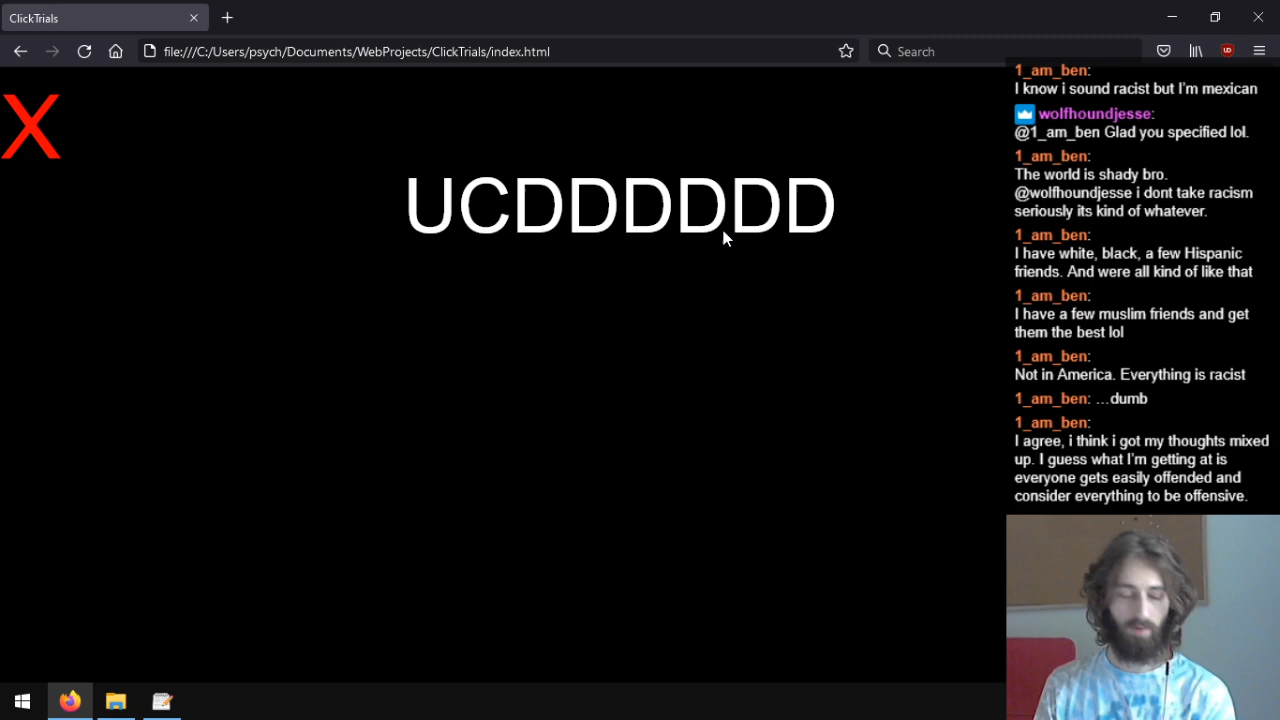 ClickTrials
file:///C:/Users/psych/Documents/WebProjects/ClickTrials/index.html
Search
X
UCDDDDDD
1_am_ben:
I know i sound racist but I'm mexican
wolfhoundjesse:
@1_am_ben Glad you specified lol.
1_am_ben:
The world is shady bro.
@wolfhoundjesse i dont take racism
seriously its kind of whatever.
1_am_ben:
I have white, black, a few Hispanic
friends. And were all kind of like that
1_am_ben:
I have a few muslim friends and get
them the best lol
1_am_ben:
Not in America. Everything is racist
1_am_ben: ...dumb
1_am_ben:
I agree, i think i got my thoughts mixed
up. I guess what I'm getting at is
everyone gets easily offended and
consider everything to be offensive.